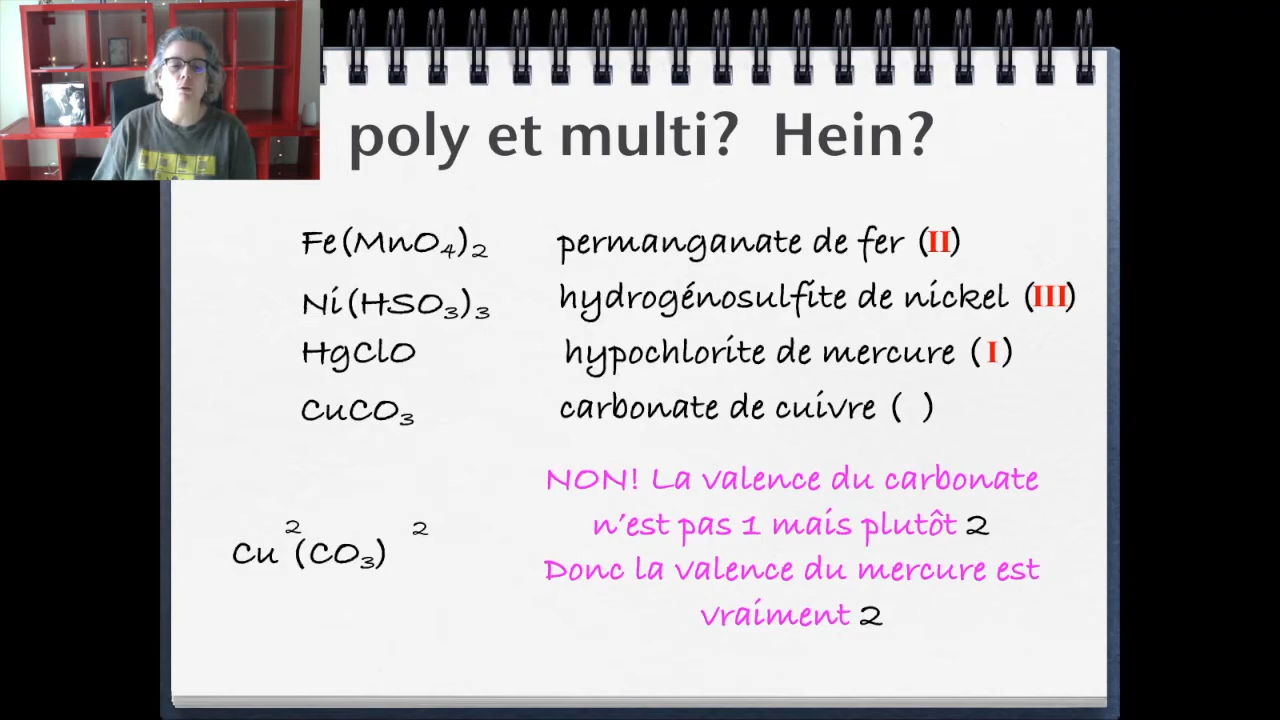 poly et multi? Hein?
Fe(MnO₄)₂ permanganate de fer (II)
Ni(HSO₃)₃ hydrogénosulfite de nickel (III)
HgClO hypochlorite de mercure ( I )
CuCO₃ carbonate de cuivre ( )
NON! La valence du carbonate
n'est pas 1 mais plutôt 2
Donc la valence du mercure est
vraiment 2
2 2
Cu (CO₃)